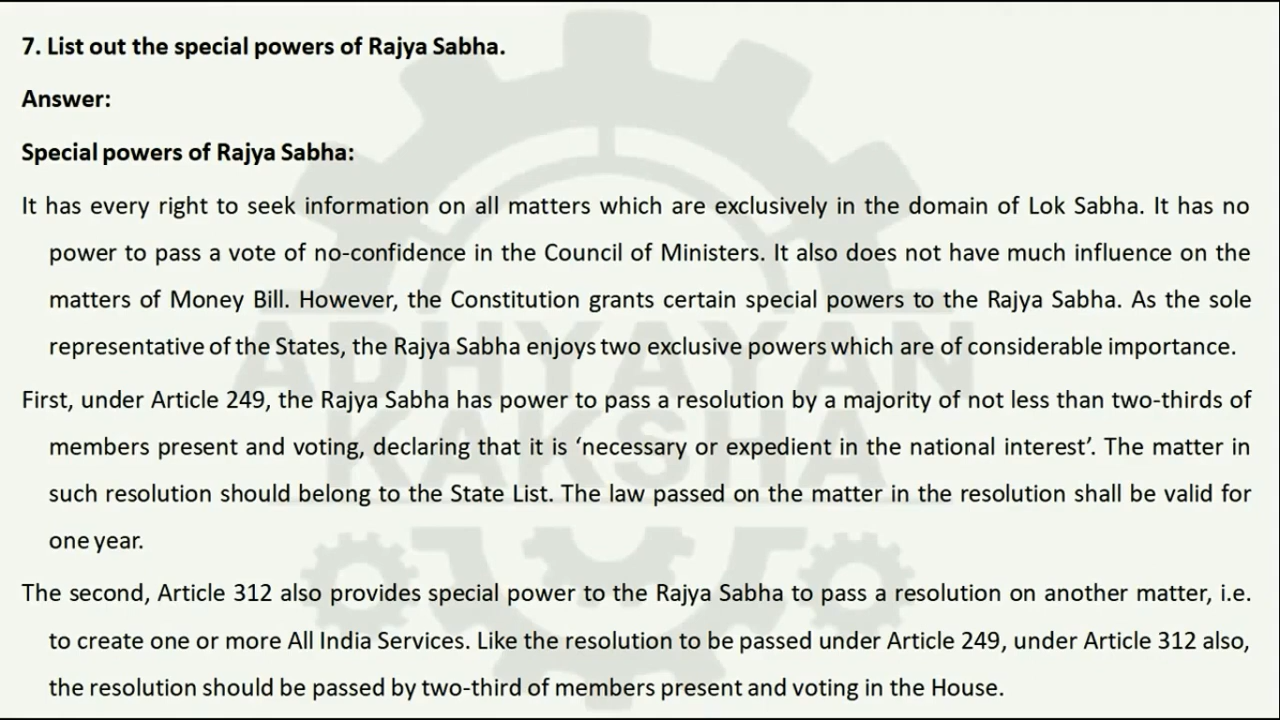 7. List out the special powers of Rajya Sabha.
Answer:
Special powers of Rajya Sabha:
It has every right to seek information on all matters which are exclusively in the domain of Lok Sabha. It has no
power to pass a vote of no-confidence in the Council of Ministers. It also does not have much influence on the
matters of Money Bill. However, the Constitution grants certain special powers to the Rajya Sabha. As the sole
representative of the States, the Rajya Sabha enjoys two exclusive powers which are of considerable importance.
First, under Article 249, the Rajya Sabha has power to pass a resolution by a majority of not less than two-thirds of
members present and voting, declaring that it is ‘necessary or expedient in the national interest’. The matter in
such resolution should belong to the State List. The law passed on the matter in the resolution shall be valid for
one year.
The second, Article 312 also provides special power to the Rajya Sabha to pass a resolution on another matter, i.e.
to create one or more All India Services. Like the resolution to be passed under Article 249, under Article 312 also,
the resolution should be passed by two-third of members present and voting in the House.
ADHYAYAN
KAKSHA